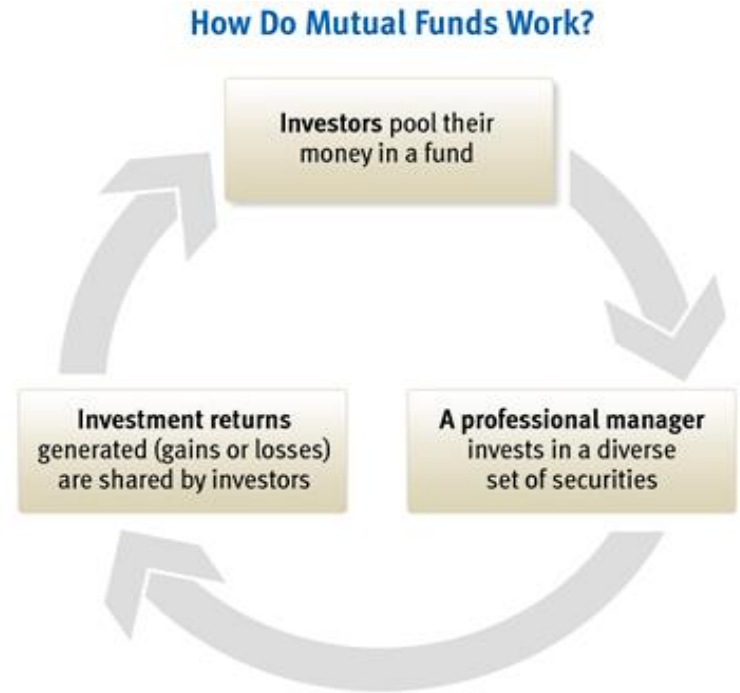 How Do Mutual Funds Work?
Investors pool their
money in a fund
Investment returns
generated (gains or losses)
are shared by investors
A professional manager
invests in a diverse
set of securities